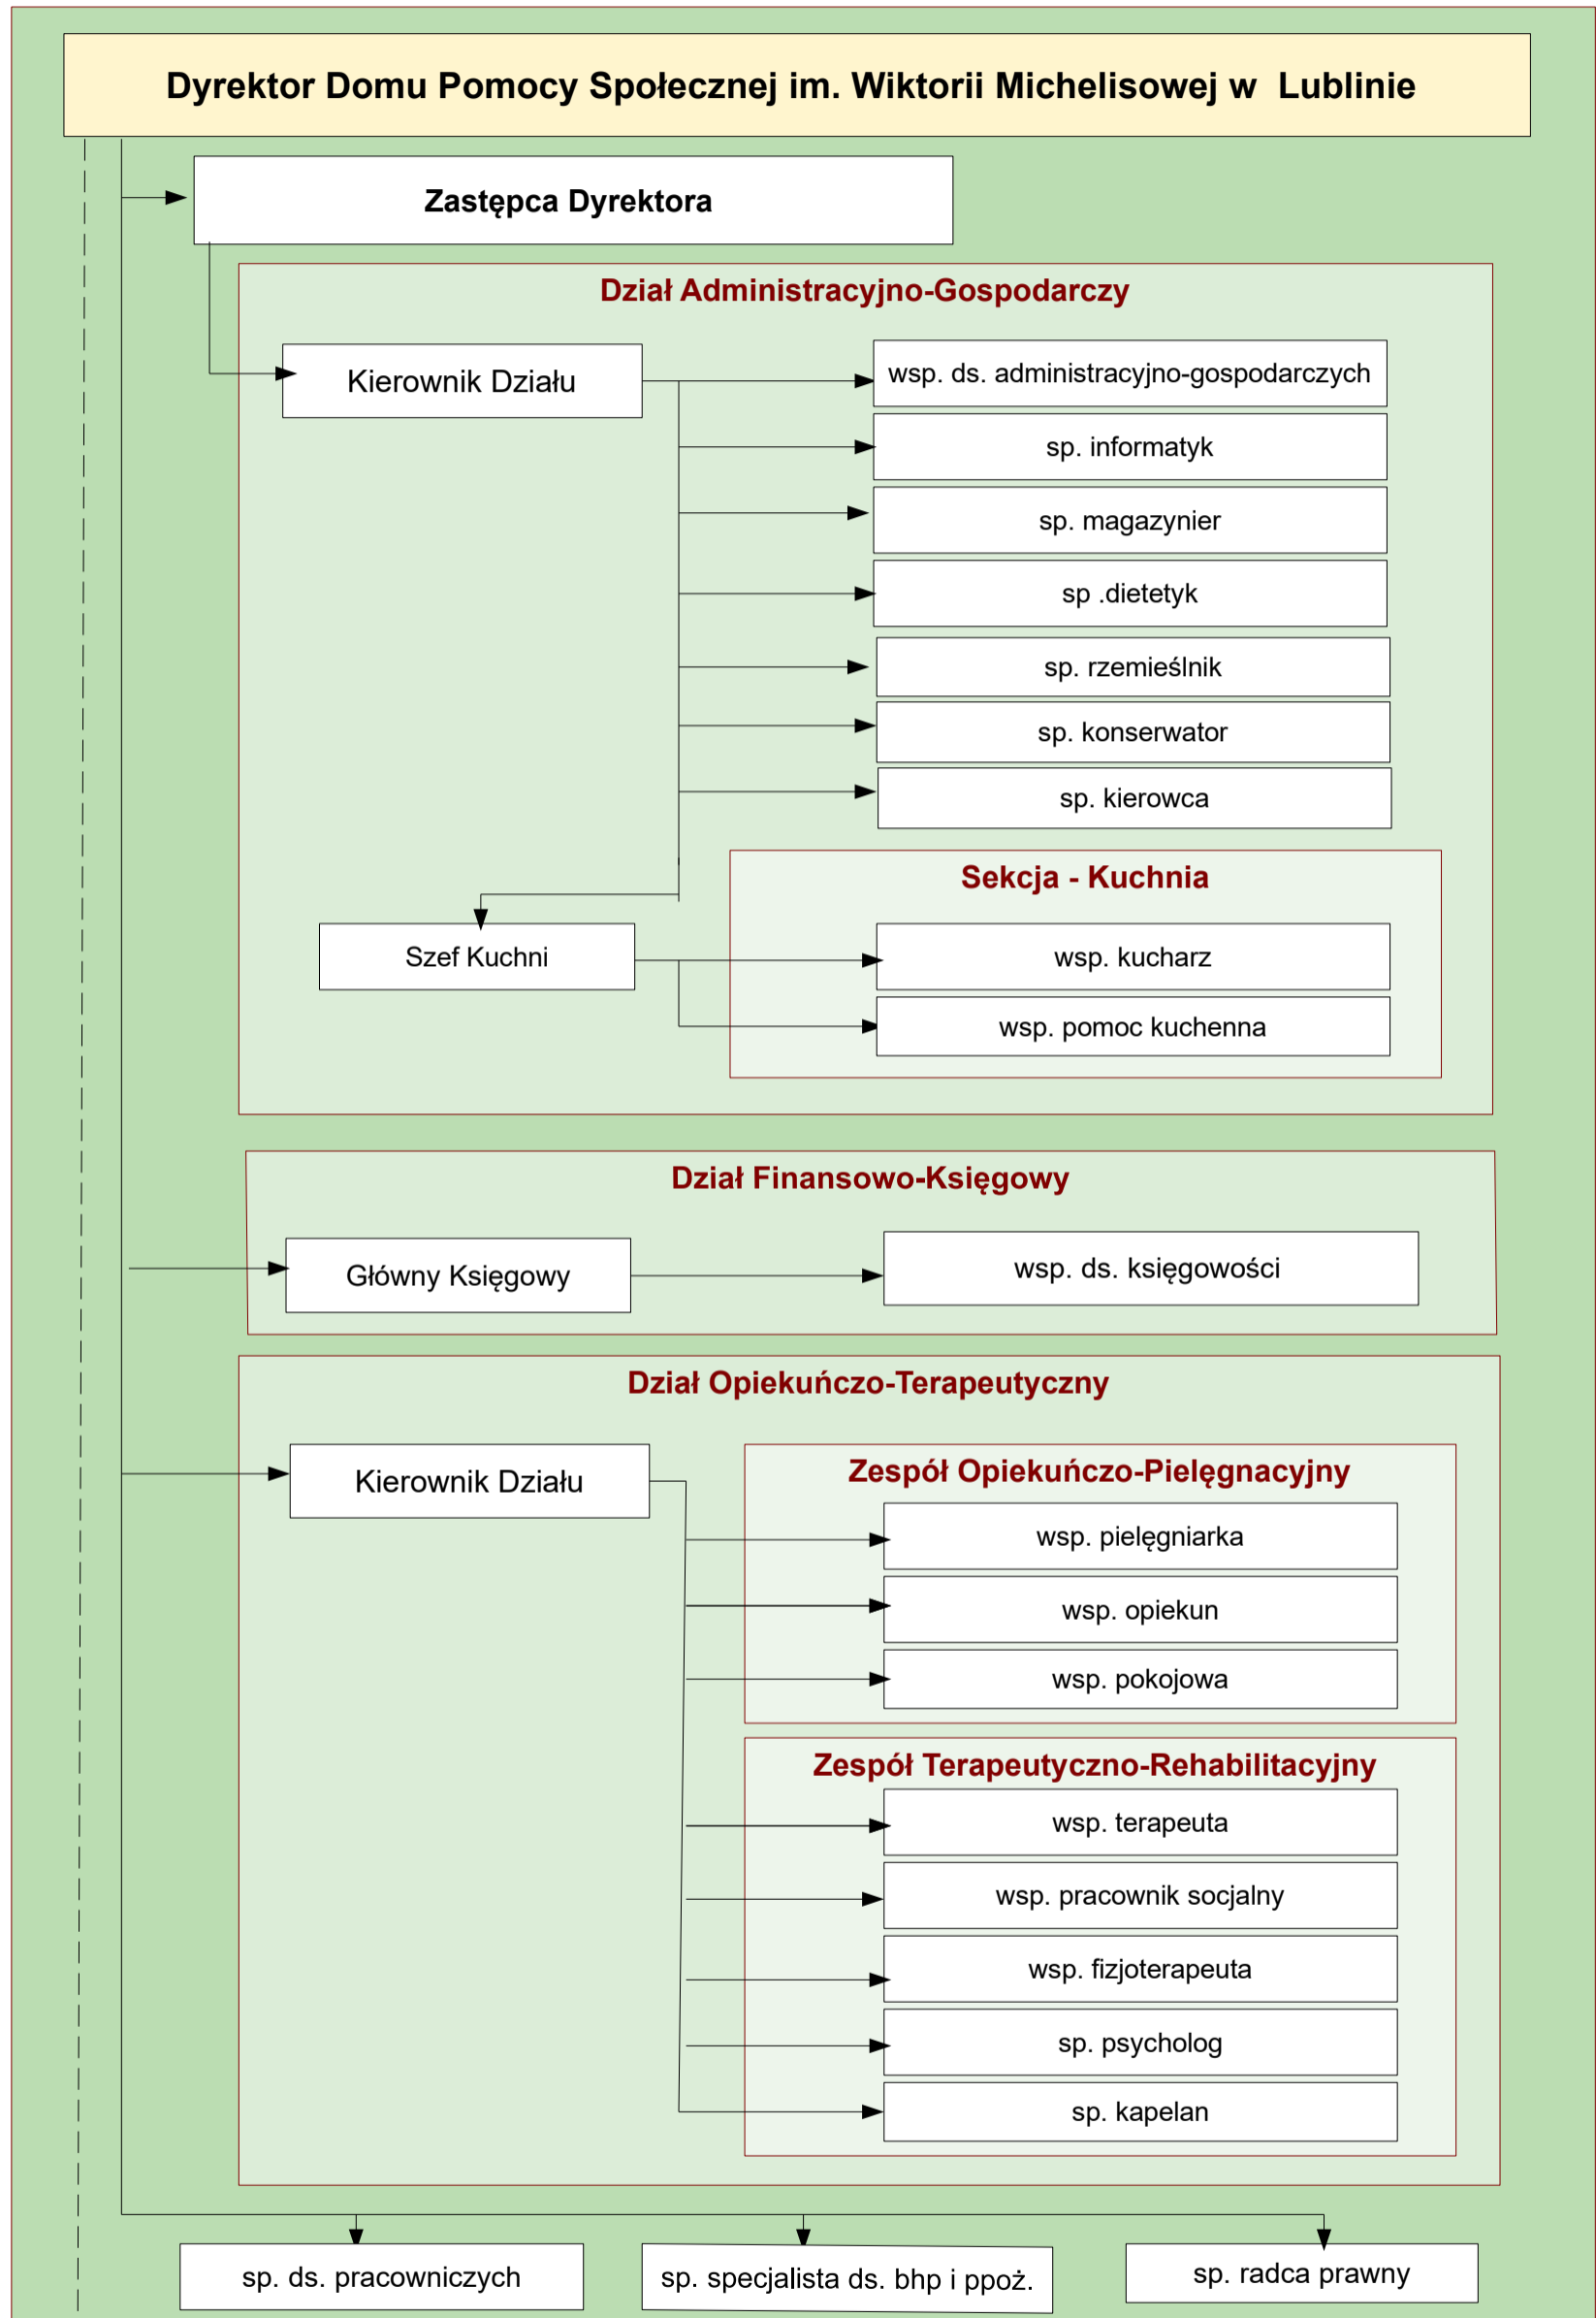 Dyrektor Domu Pomocy Społecznej im. Wiktorii Michelisowej w  Lublinie
Zastępca Dyrektora
Dział Administracyjno-Gospodarczy
Kierownik Działu
wsp. ds. administracyjno-gospodarczych
sp. informatyk
sp. magazynier
sp .dietetyk
sp. rzemieślnik
sp. konserwator
sp. kierowca
Sekcja - Kuchnia
Szef Kuchni
wsp. kucharz
wsp. pomoc kuchenna
Dział Finansowo-Księgowy
Główny Księgowy
wsp. ds. księgowości
Dział Opiekuńczo-Terapeutyczny
Kierownik Działu
Zespół Opiekuńczo-Pielęgnacyjny
wsp. pielęgniarka
wsp. opiekun
wsp. pokojowa
Zespół Terapeutyczno-Rehabilitacyjny
wsp. terapeuta
wsp. pracownik socjalny
wsp. fizjoterapeuta
sp. psycholog
sp. kapelan
sp. ds. pracowniczych
sp. specjalista ds. bhp i ppoż.
sp. radca prawny